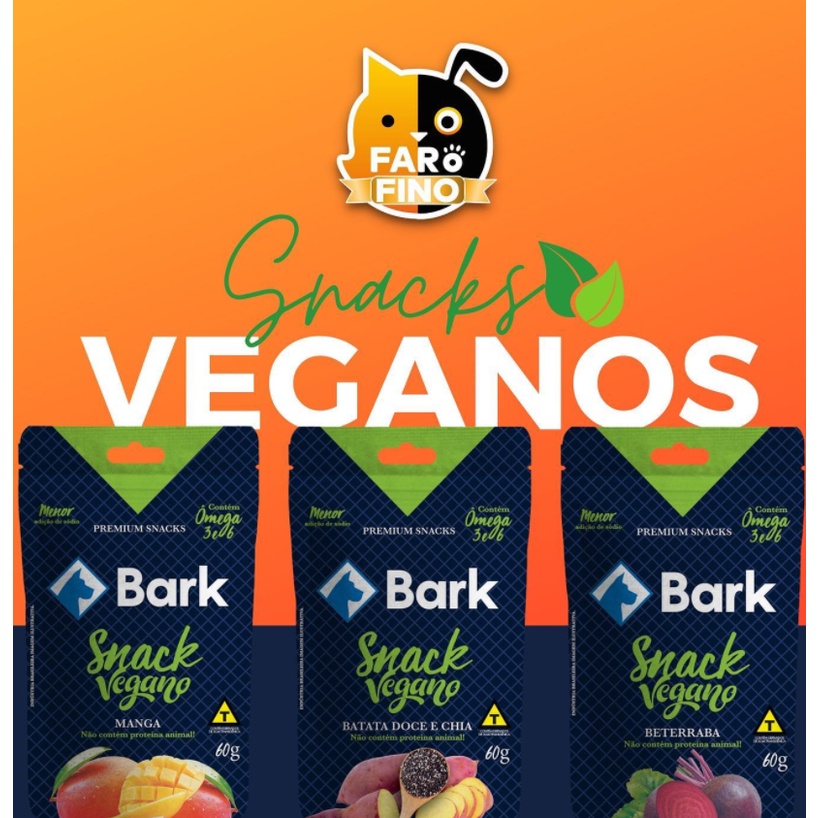 FARO
FINO
Snacks
VEGANOS
Menor
adição de sódio
PREMIUM SNACKS
Contém
Ômega
3 e 6
Bark
Snack
Vegano
MANGA
Não contém proteína animal!
T
60g
Menor
adição de sódio
PREMIUM SNACKS
Contém
Ômega
3 e 6
Bark
Snack
Vegano
BATATA DOCE E CHIA
Não contém proteína animal!
T
60g
Menor
adição de sódio
PREMIUM SNACKS
Contém
Ômega
3 e 6
Bark
Snack
Vegano
BETERRABA
Não contém proteína animal!
T
60g